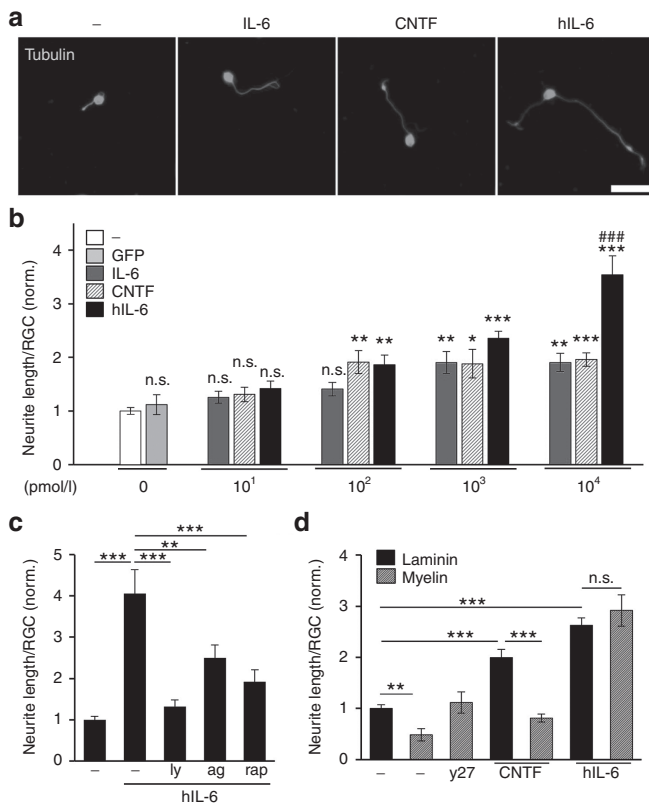 a
– IL-6 CNTF hIL-6
Tubulin
b
–
GFP
IL-6
CNTF
hIL-6
Neurite length/RGC (norm.)
4
3
2
1
0
n.s.
n.s. n.s. n.s.
n.s. ** **
** * ***
** *** ***
###
(pmol/l) 0 10¹ 10² 10³ 10⁴
c
Neurite length/RGC (norm.)
5
4
3
2
1
0
***
**
*** ***
– – ly ag rap
hIL-6
d
Laminin
Myelin
Neurite length/RGC (norm.)
4
3
2
1
0
n.s.
***
*** ***
**
– – y27 CNTF hIL-6